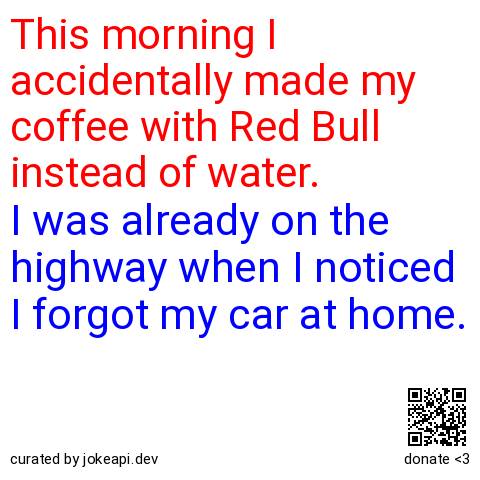 This morning I
accidentally made my
coffee with Red Bull
instead of water.
I was already on the
highway when I noticed
I forgot my car at home.
curated by jokeapi.dev
donate <3